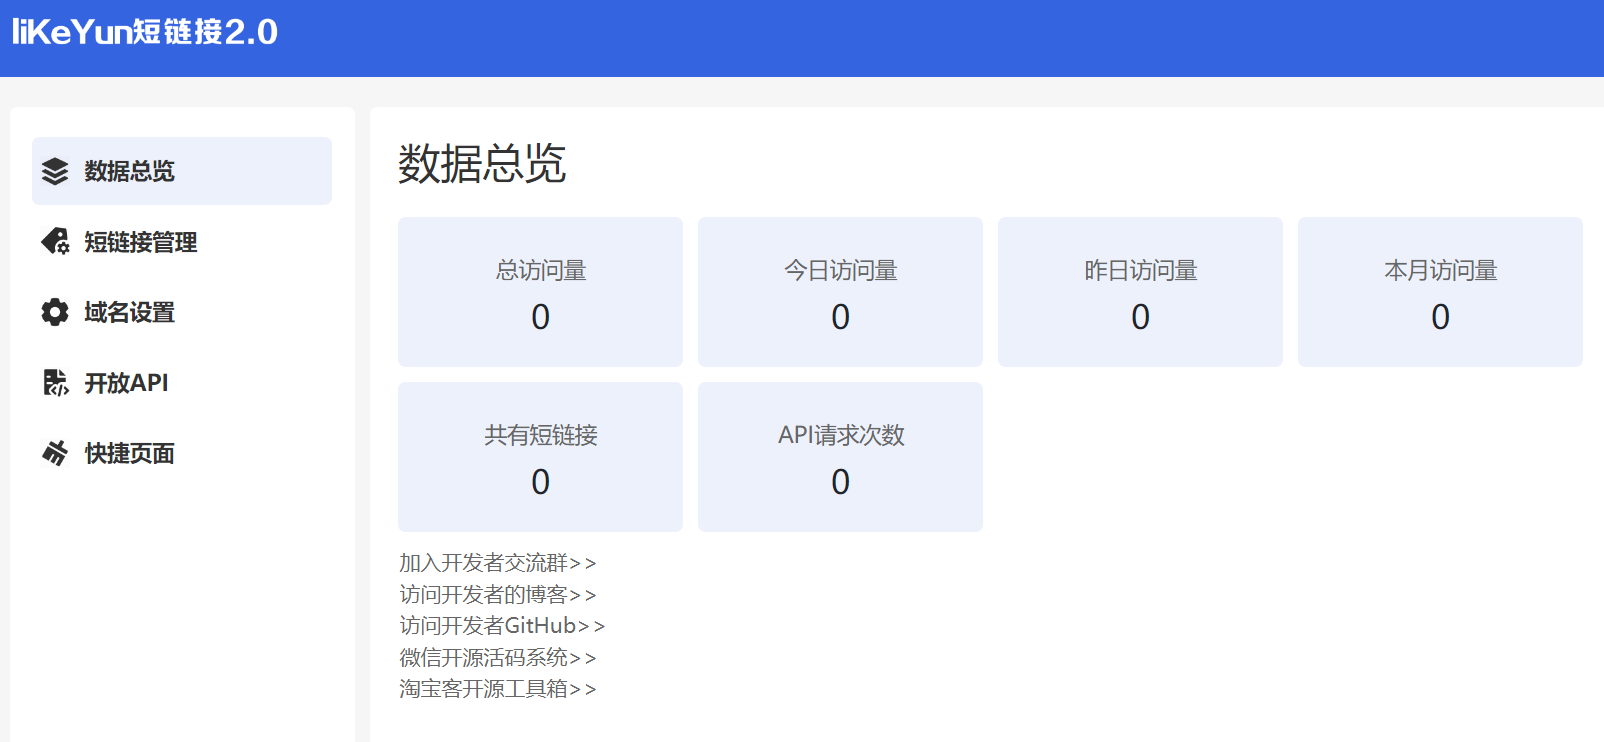 liKeYun短链接2.0
数据总览
短链接管理
域名设置
开放API
快捷页面
数据总览
总访问量
0
今日访问量
0
昨日访问量
0
本月访问量
0
共有短链接
0
API请求次数
0
加入开发者交流群>>
访问开发者的博客>>
访问开发者GitHub>>
微信开源活码系统>>
淘宝客开源工具箱>>